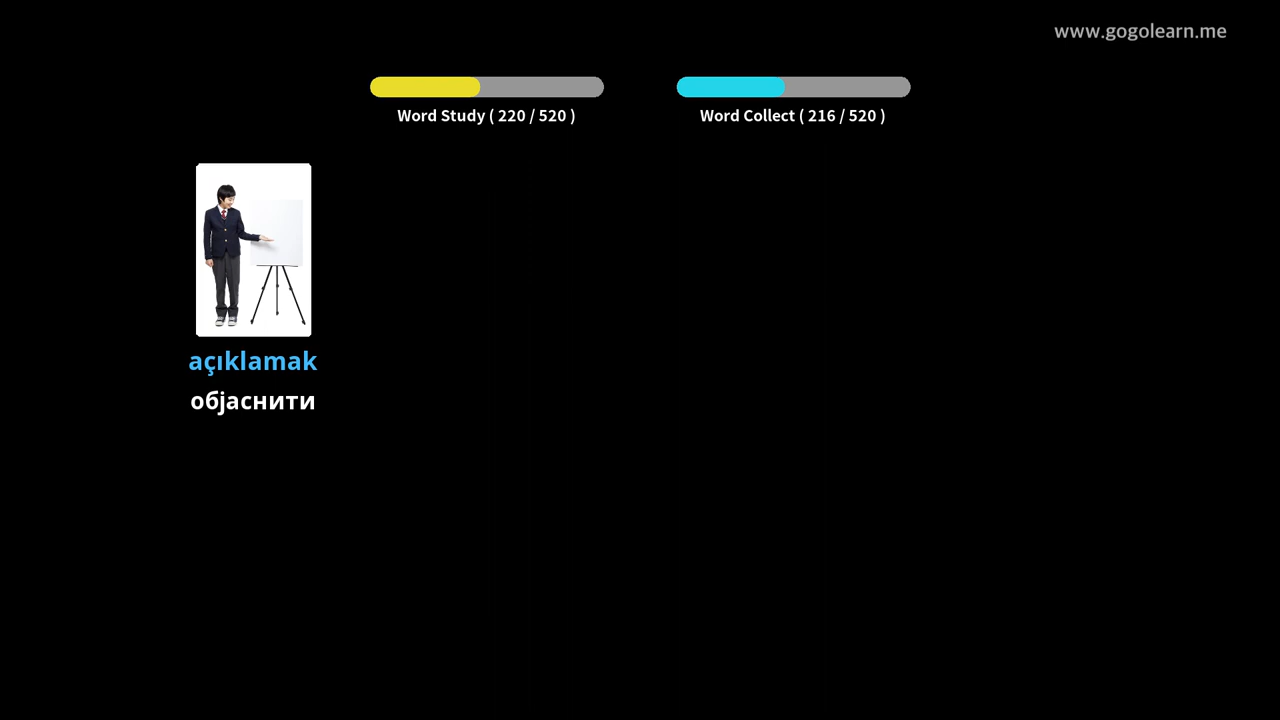 www.gogolearn.me
Word Study ( 220 / 520 )
Word Collect ( 216 / 520 )
açıklamak
објаснити